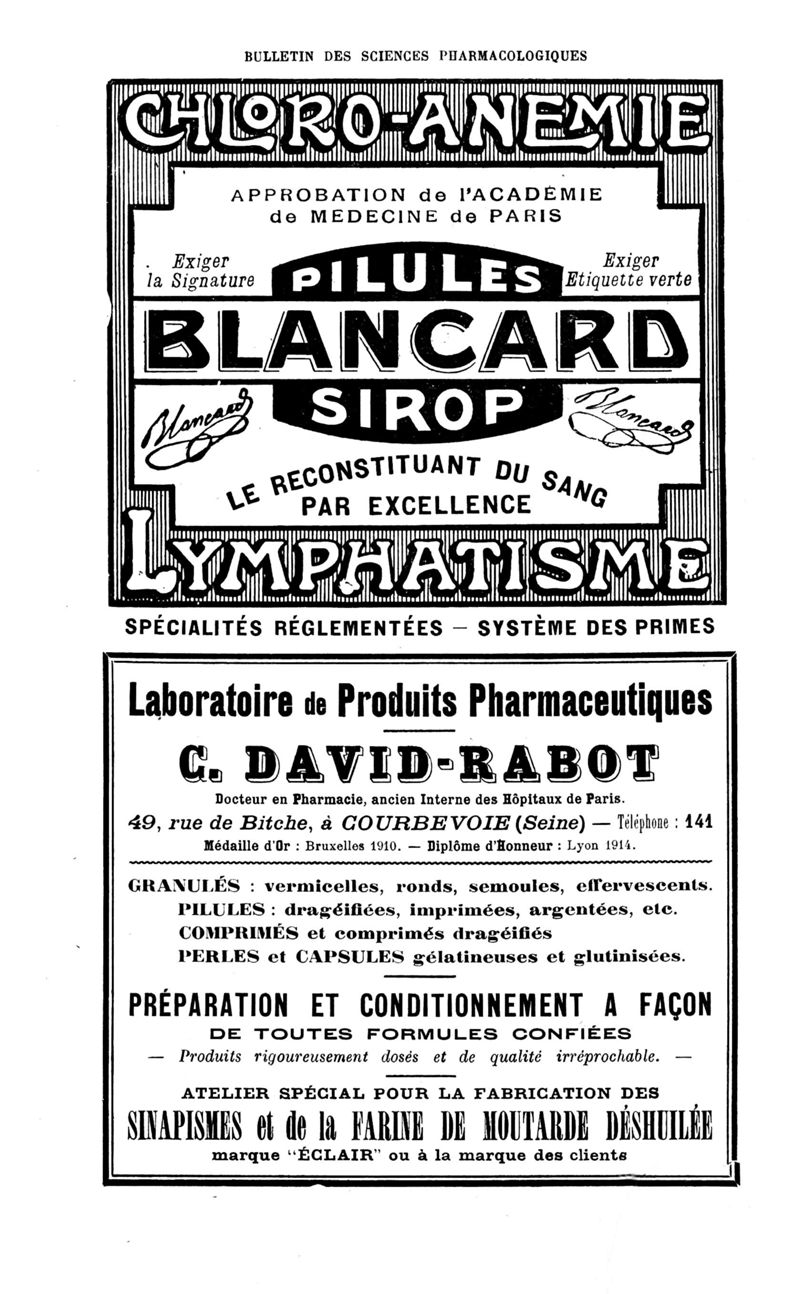 BULLETIN DES SCIENCES PHARMACOLOGIQUES
CHLORO-ANEMIE
APPROBATION de l'ACADÉMIE
de MEDECINE de PARIS
Exiger
la Signature
PILULES
Exiger
Etiquette verte
BLANCARD
Blancard
SIROP
Blancard
LE RECONSTITUANT DU SANG
PAR EXCELLENCE
LYMPHATISME
SPÉCIALITÉS RÉGLEMENTÉES — SYSTÈME DES PRIMES
Laboratoire de Produits Pharmaceutiques
C. DAVID-RABOT
Docteur en Pharmacie, ancien Interne des Hôpitaux de Paris.
49, rue de Bitche, à COURBEVOIE (Seine) — Téléphone : 141
Médaille d'Or : Bruxelles 1910. — Diplôme d'Honneur : Lyon 1914.
GRANULÉS : vermicelles, ronds, semoules, effervescents.
PILULES : dragéifiées, imprimées, argentées, etc.
COMPRIMÉS et comprimés dragéifiés
PERLES et CAPSULES gélatineuses et glutinisées.
PRÉPARATION ET CONDITIONNEMENT A FAÇON
DE TOUTES FORMULES CONFIÉES
— Produits rigoureusement dosés et de qualité irréprochable. —
ATELIER SPÉCIAL POUR LA FABRICATION DES
SINAPISMES et de la FARINE DE MOUTARDE DÉSHUILÉE
marque "ÉCLAIR" ou à la marque des clients